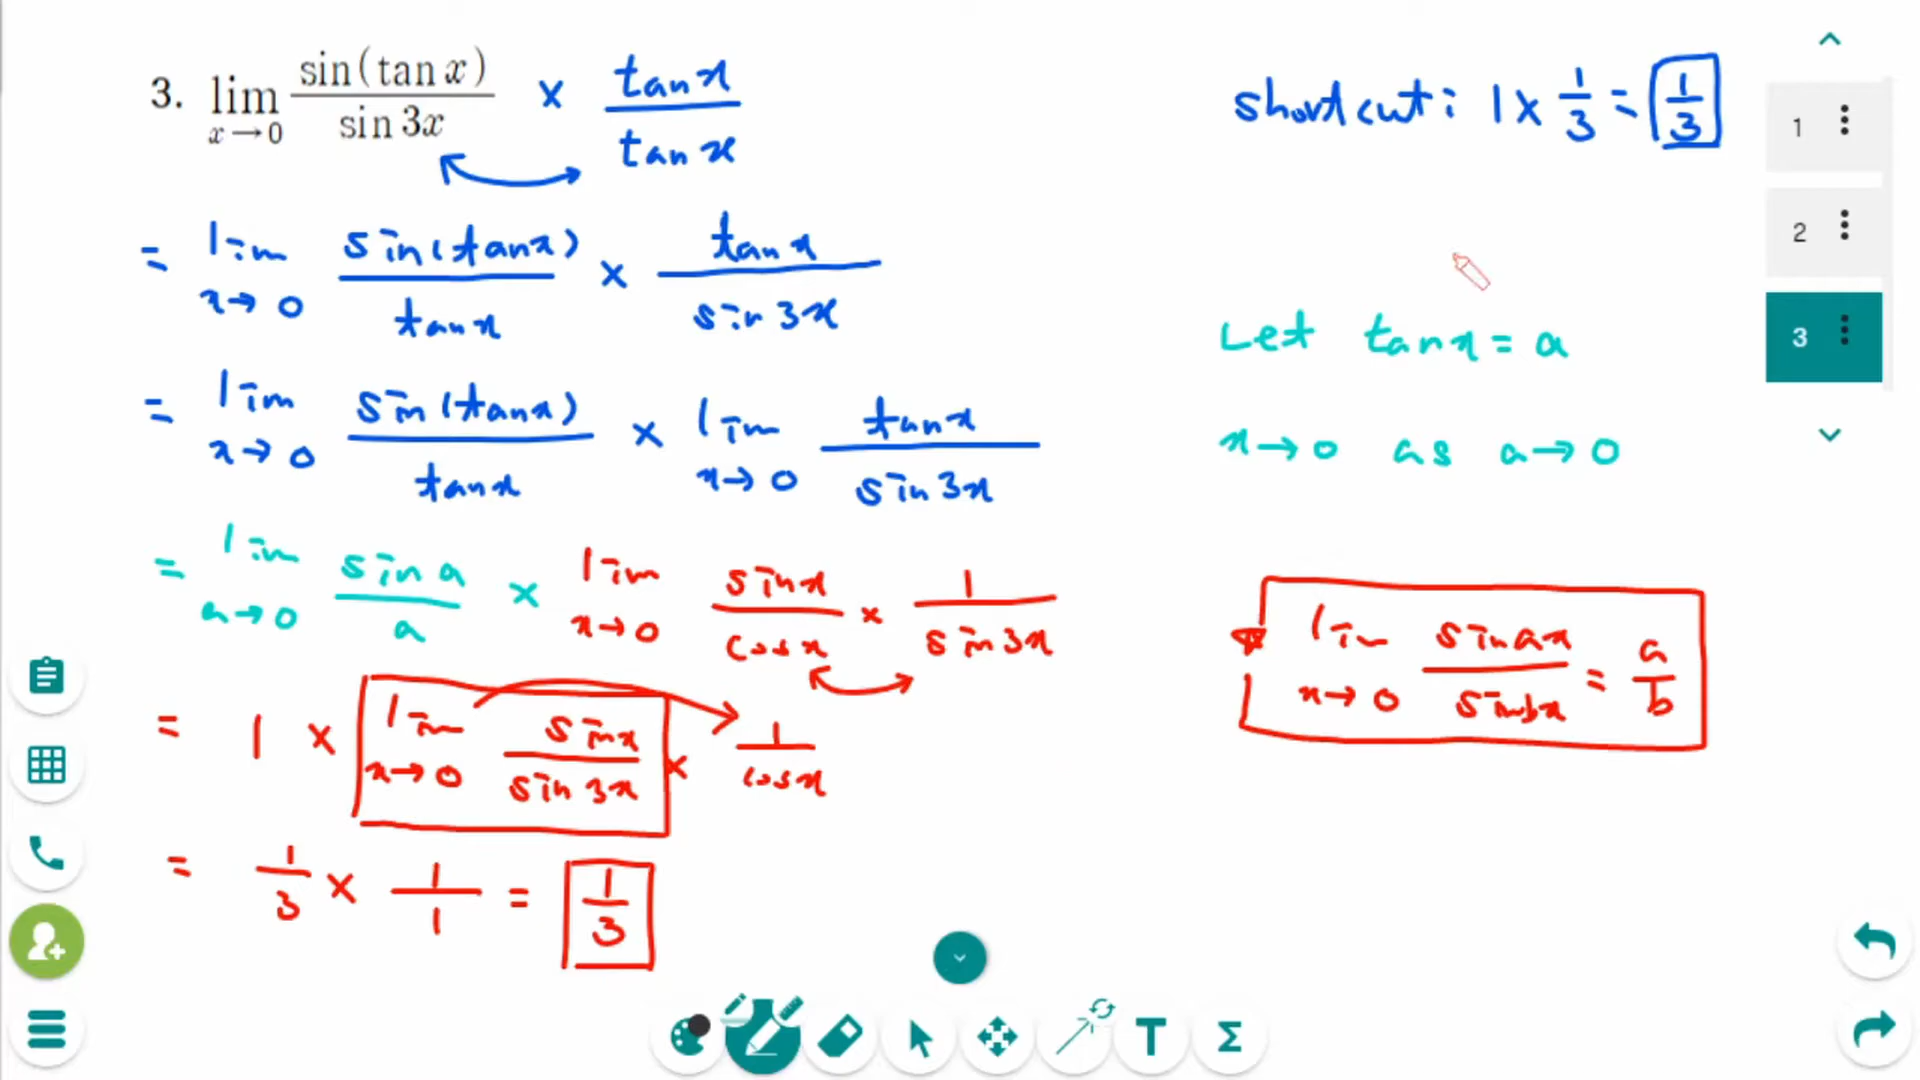 3. lim x→0 sin(tan x)/sin 3x × tan x/tan x
= lim x→0 sin(tan x)/tan x × tan x/sin 3x
= lim x→0 sin(tan x)/tan x × lim x→0 tan x/sin 3x
= lim a→0 sin a/a × lim x→0 sin x/cos x × 1/sin 3x
= 1 × lim x→0 sin x/sin 3x × 1/cos x
= 1/3 × 1/1 = 1/3
shortcut: 1 × 1/3 = 1/3
Let tan x = a
x→0 as a→0
lim x→0 sin ax/sin bx = a/b
1
2
3
T
Σ